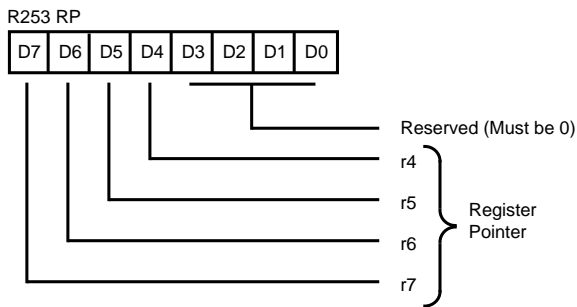 R253 RP
D7 D6 D5 D4 D3 D2 D1 D0
Reserved (Must be 0)
r4
r5
r6
r7
Register
Pointer